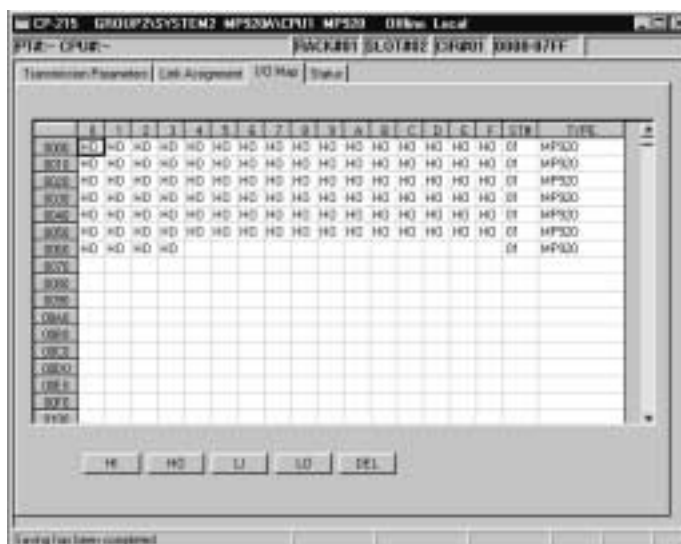 CP-215 GROUP2\SYSTEM2 MP920A\CPU1 MP920 Offline Local
PT#:- CPU#:- RACK#01 SLOT#02 CIR#01 0000-07FF
Transmission Parameters Link Assignment I/O Map Status
0 1 2 3 4 5 6 7 8 9 A B C D E F ST# TYPE
0000 HO HO HO HO HO HO HO HO HO HO HO HO HO HO HO HO 01 MP920
0010 HO HO HO HO HO HO HO HO HO HO HO HO HO HO HO HO 01 MP920
0020 HO HO HO HO HO HO HO HO HO HO HO HO HO HO HO HO 01 MP920
0030 HO HO HO HO HO HO HO HO HO HO HO HO HO HO HO HO 01 MP920
0040 HO HO HO HO HO HO HO HO HO HO HO HO HO HO HO HO 01 MP920
0050 HO HO HO HO HO HO HO HO HO HO HO HO HO HO HO HO 01 MP920
0060 HO HO HO HO 01 MP920
0070
0080
0090
00A0
00B0
00C0
00D0
00E0
00F0
0100
HI HO LI LO DEL
Saving has been completed